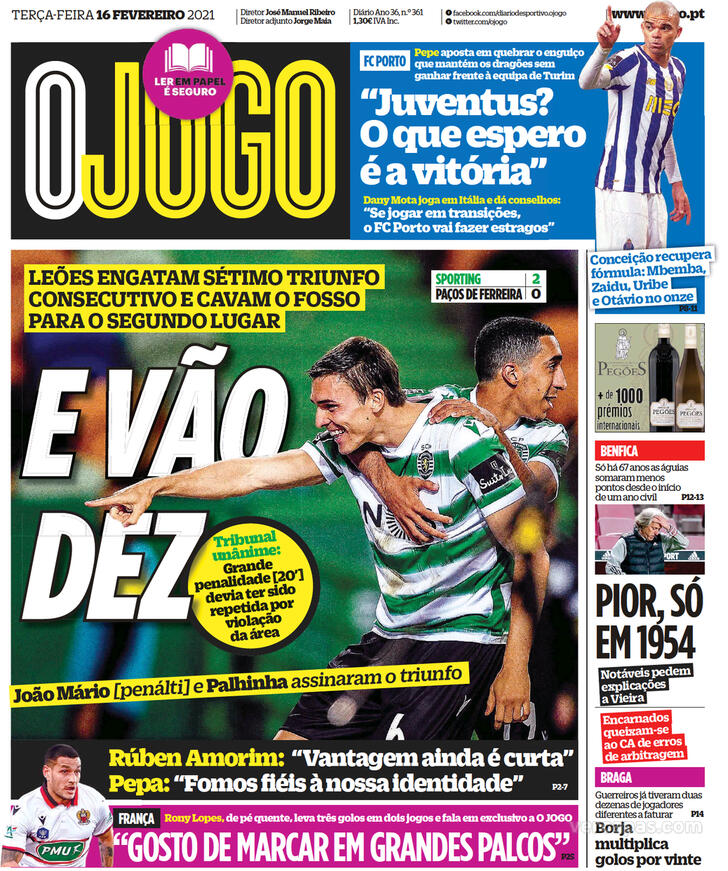 TERÇA-FEIRA 16 FEVEREIRO 2021
Diretor José Manuel Ribeiro
Diretor adjunto Jorge Maia
Diário Ano 36, n.º 361
1,30€ IVA Inc.
facebook.com/diariodesportivo.ojogo
twitter.com/ojogo
O JOGO
LER EM PAPEL
É SEGURO
FC PORTO
Pepe aposta em quebrar o enguiço
que mantém os dragões sem
ganhar frente à equipa de Turim
“Juventus?
O que espero
é a vitória”
Dany Mota joga em Itália e dá conselhos:
“Se jogar em transições,
o FC Porto vai fazer estragos”
Conceição recupera
fórmula: Mbemba,
Zaidu, Uribe
e Otávio no onze
P8-11
LEÕES ENGATAM SÉTIMO TRIUNFO
CONSECUTIVO E CAVAM O FOSSO
PARA O SEGUNDO LUGAR
SPORTING 2
PAÇOS DE FERREIRA 0
E VÃO
DEZ
Tribunal
unânime:
Grande
penalidade [20’]
devia ter sido
repetida por
violação
da área
João Mário [penálti] e Palhinha assinaram o triunfo
6
Rúben Amorim: “Vantagem ainda é curta”
Pepa: “Fomos fiéis à nossa identidade”
P2-7
PEGÕES
+ de 1000
prémios
internacionais
PEGÕES
PEGÕES
BENFICA
Só há 67 anos as águias
somaram menos
pontos desde o início
de um ano civil
P12-13
PIOR, SÓ
EM 1954
Notáveis pedem
explicações
a Vieira
Encarnados
queixam-se
ao CA de erros
de arbitragem
BRAGA
Guerreiros já tiveram duas
dezenas de jogadores
diferentes a faturar
P14
Borja
multiplica
golos por vinte
PMU
FRANÇA
Rony Lopes, de pé quente, leva três golos em dois jogos e fala em exclusivo a O JOGO
“GOSTO DE MARCAR EM GRANDES PALCOS”
P25